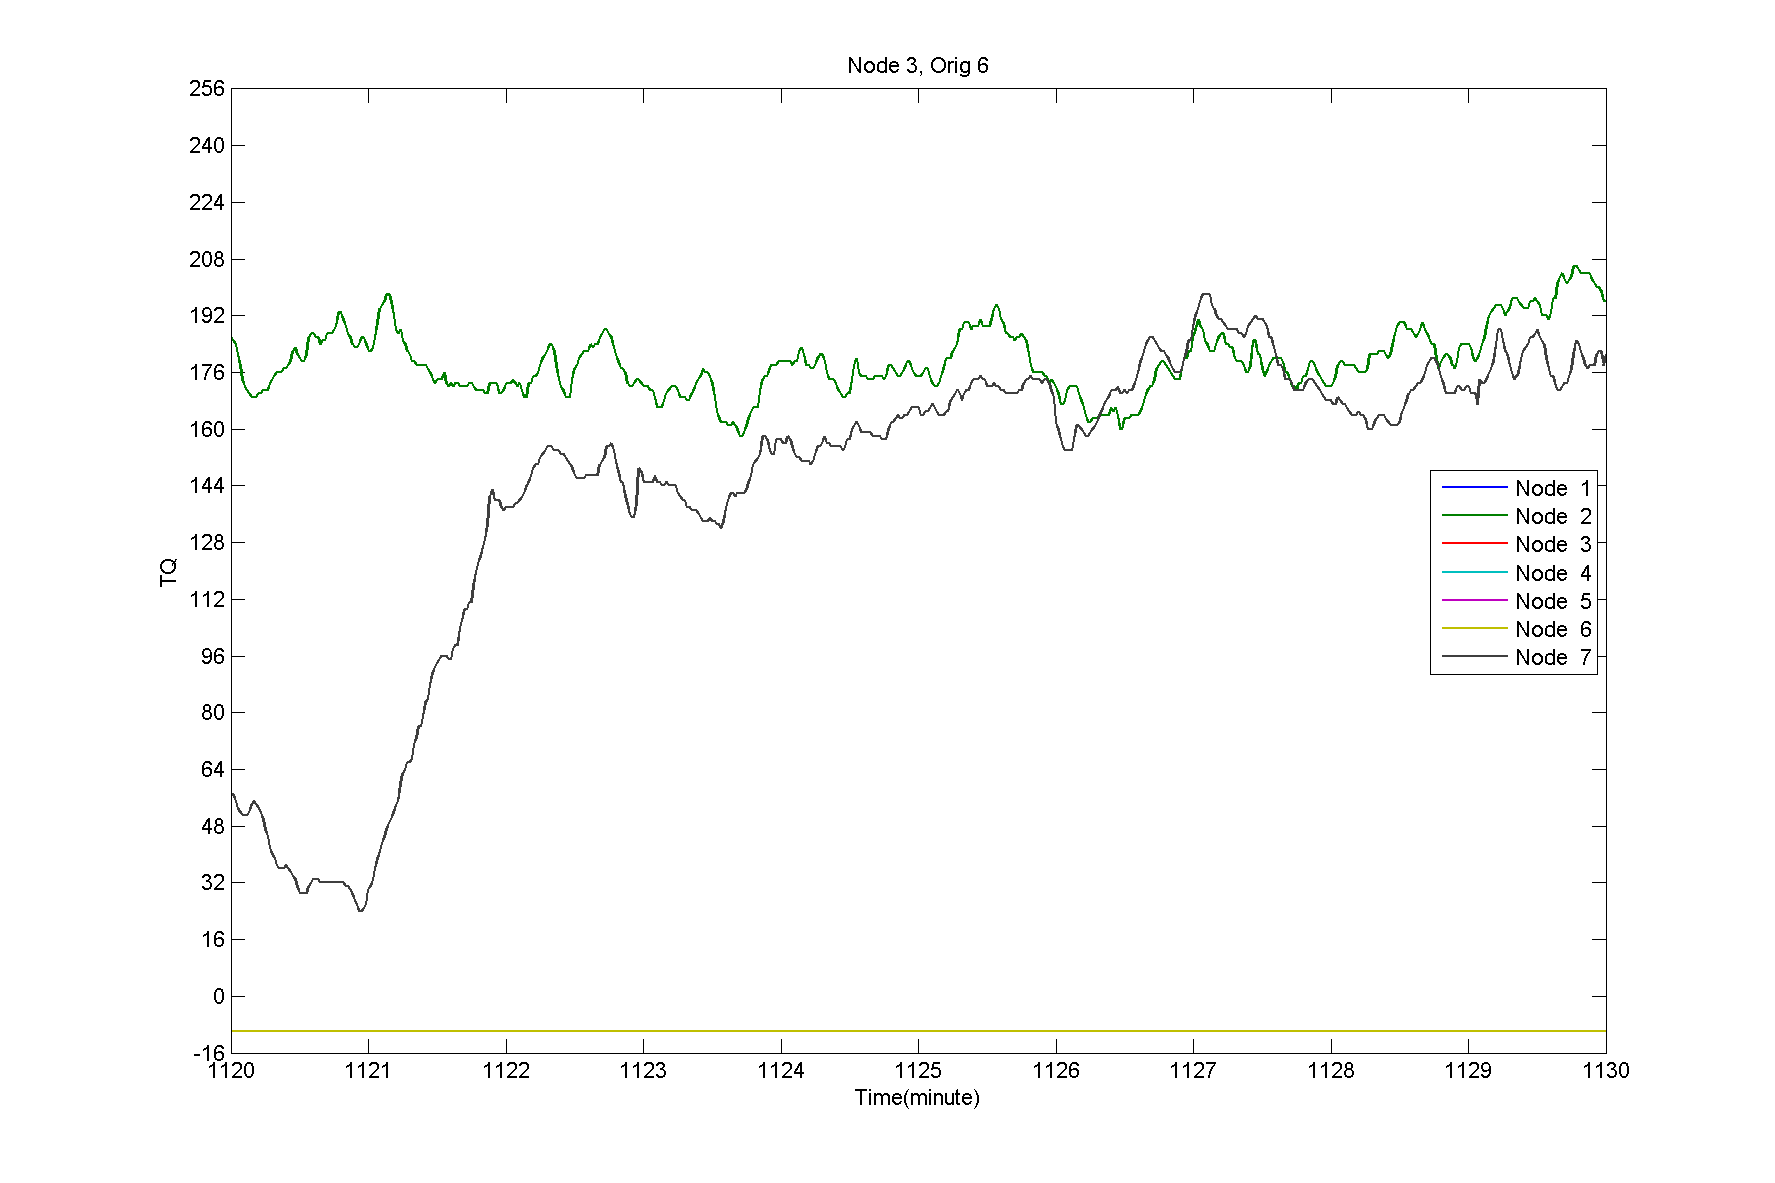 Node 3, Orig 6
256
240
224
208
192
176
160
144
128
112
96
80
64
48
32
16
0
-16
TQ
Node 1
Node 2
Node 3
Node 4
Node 5
Node 6
Node 7
1120 1121 1122 1123 1124 1125 1126 1127 1128 1129 1130
Time(minute)